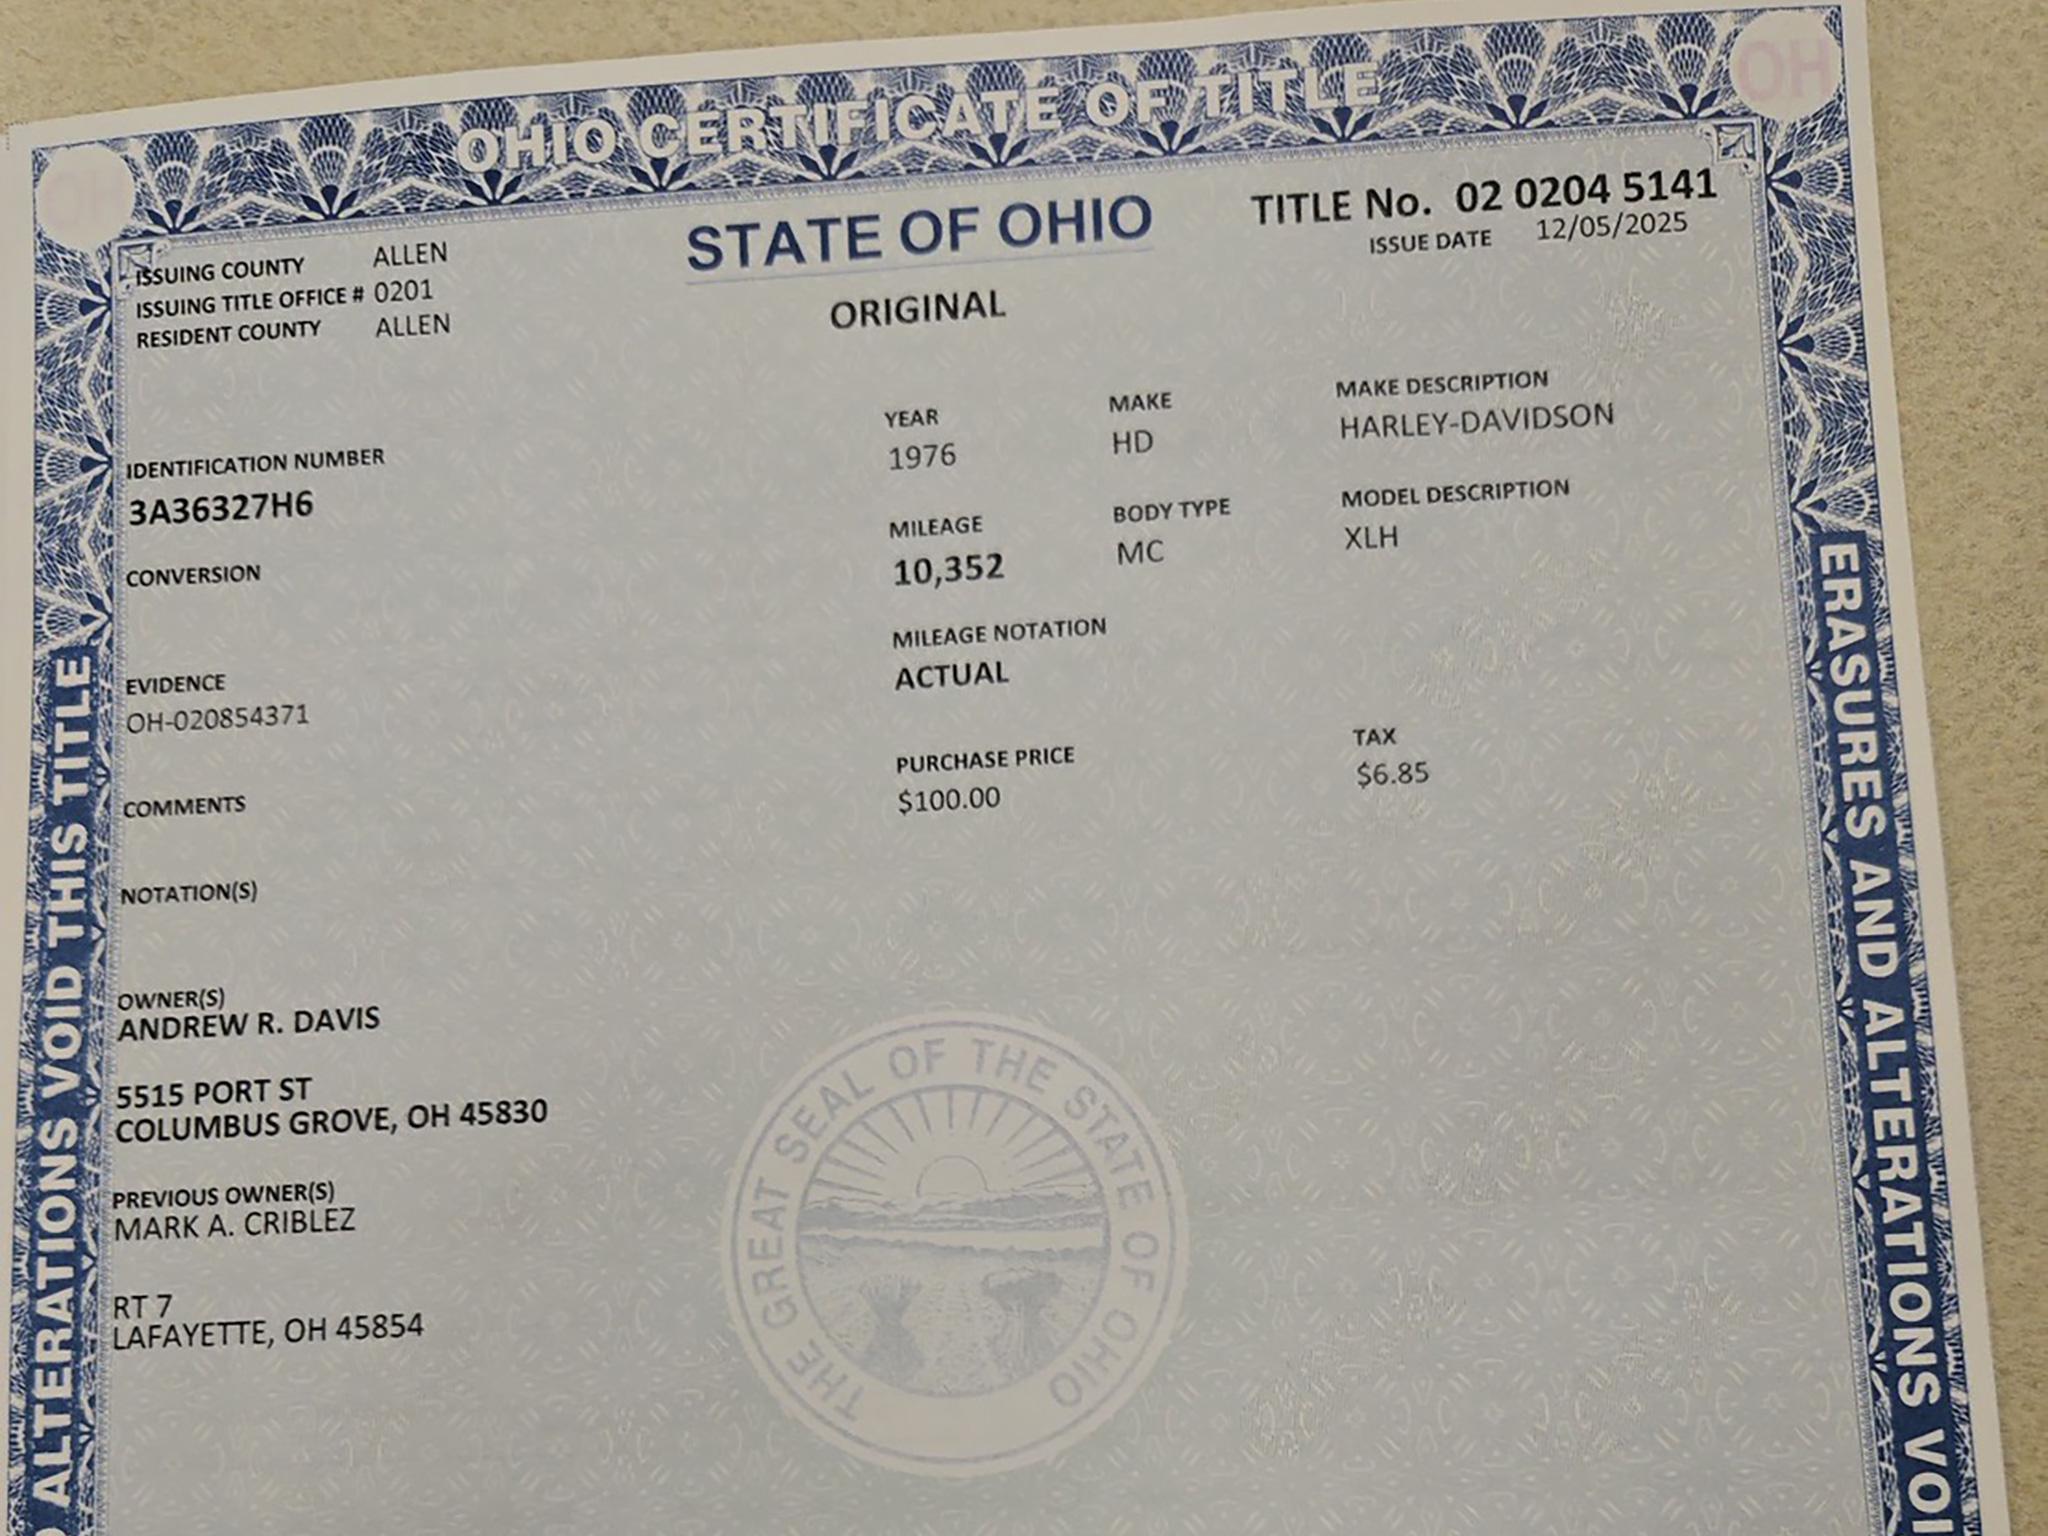 OHIO CERTIFICATE OF TITLE
HO
OH
STATE OF OHIO
ORIGINAL
TITLE No. 02 0204 5141
ISSUE DATE 12/05/2025
ISSUING COUNTY ALLEN
ISSUING TITLE OFFICE # 0201
RESIDENT COUNTY ALLEN
IDENTIFICATION NUMBER
3A36327H6
YEAR MAKE MAKE DESCRIPTION
1976 HD HARLEY-DAVIDSON
CONVERSION
MILEAGE BODY TYPE MODEL DESCRIPTION
10,352 MC XLH
MILEAGE NOTATION
ACTUAL
EVIDENCE
OH-020854371
PURCHASE PRICE TAX
$100.00 $6.85
COMMENTS
NOTATION(S)
OWNER(S)
ANDREW R. DAVIS
5515 PORT ST
COLUMBUS GROVE, OH 45830
PREVIOUS OWNER(S)
MARK A. CRIBLEZ
RT 7
LAFAYETTE, OH 45854
THE GREAT SEAL OF THE STATE OF OHIO
ALTERATIONS VOID THIS TITLE
ERASURES AND ALTERATIONS VOI